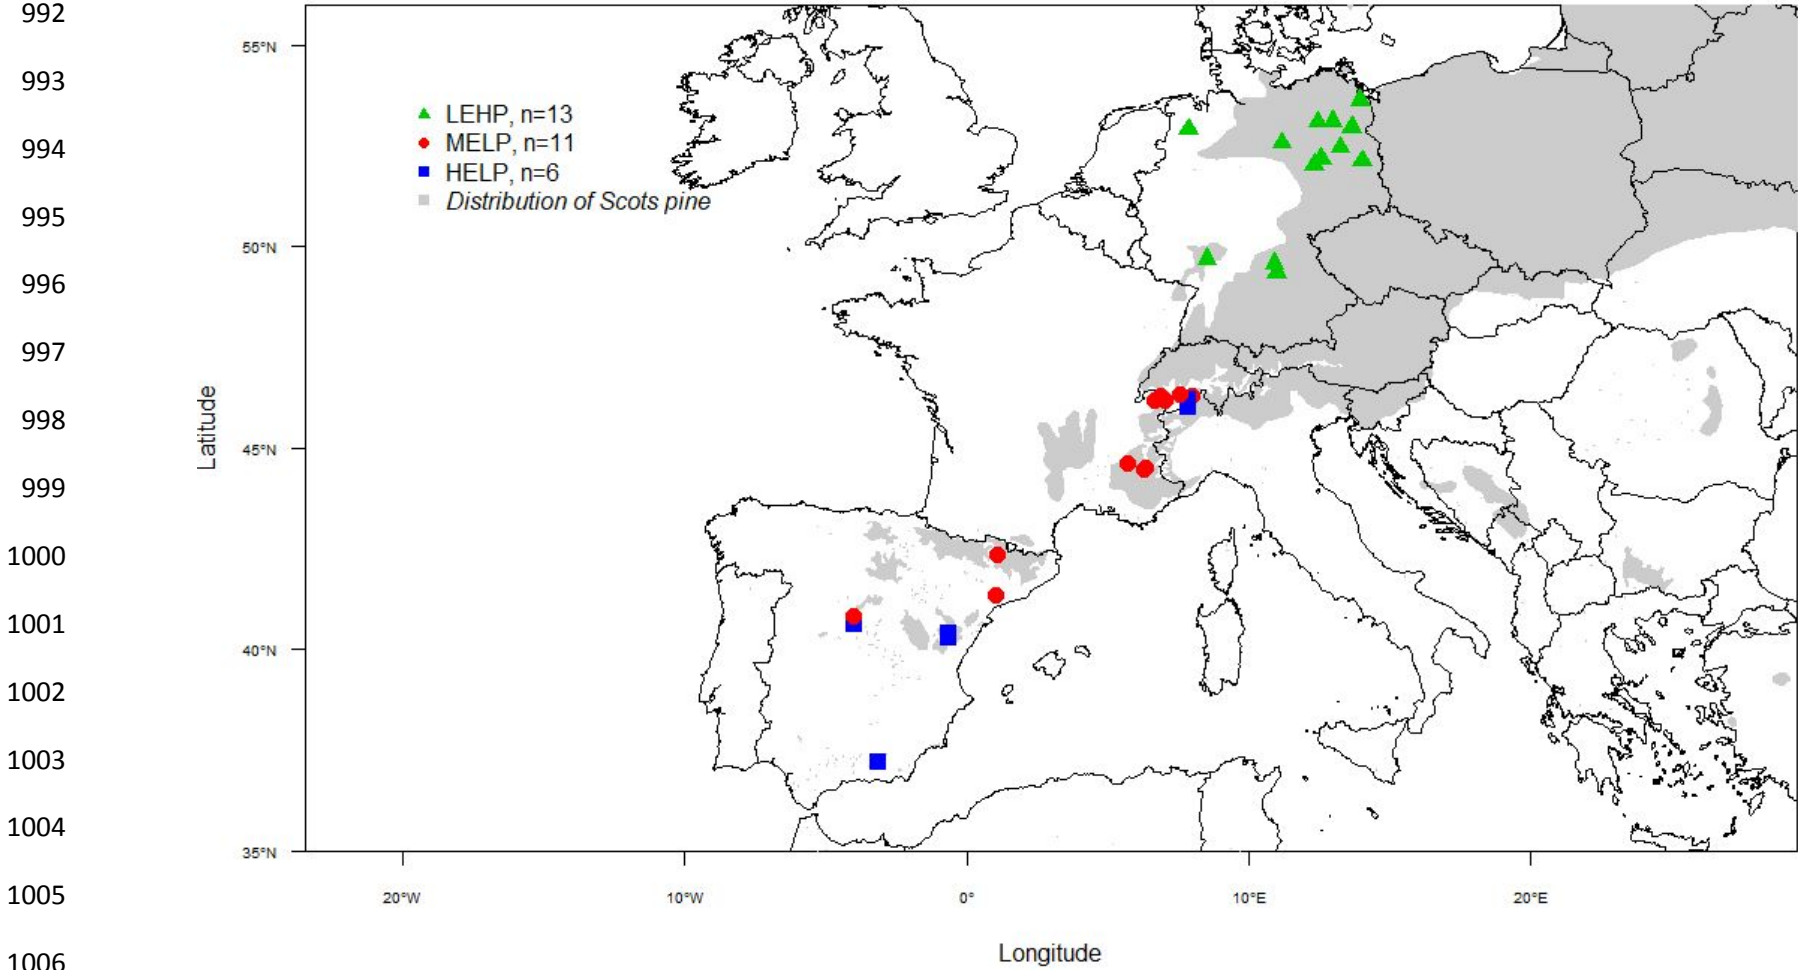 992
55°N
993
LEHP, n=13
MELP, n=11
994
HELP, n=6
Distribution of Scots pine
995
50°N
996
997
Latitude
998
45°N
999
1000
1001
40°N
1002
1003
1004
35°N
1005
20°W 10°W 0° 10°E 20°E
Longitude
1006